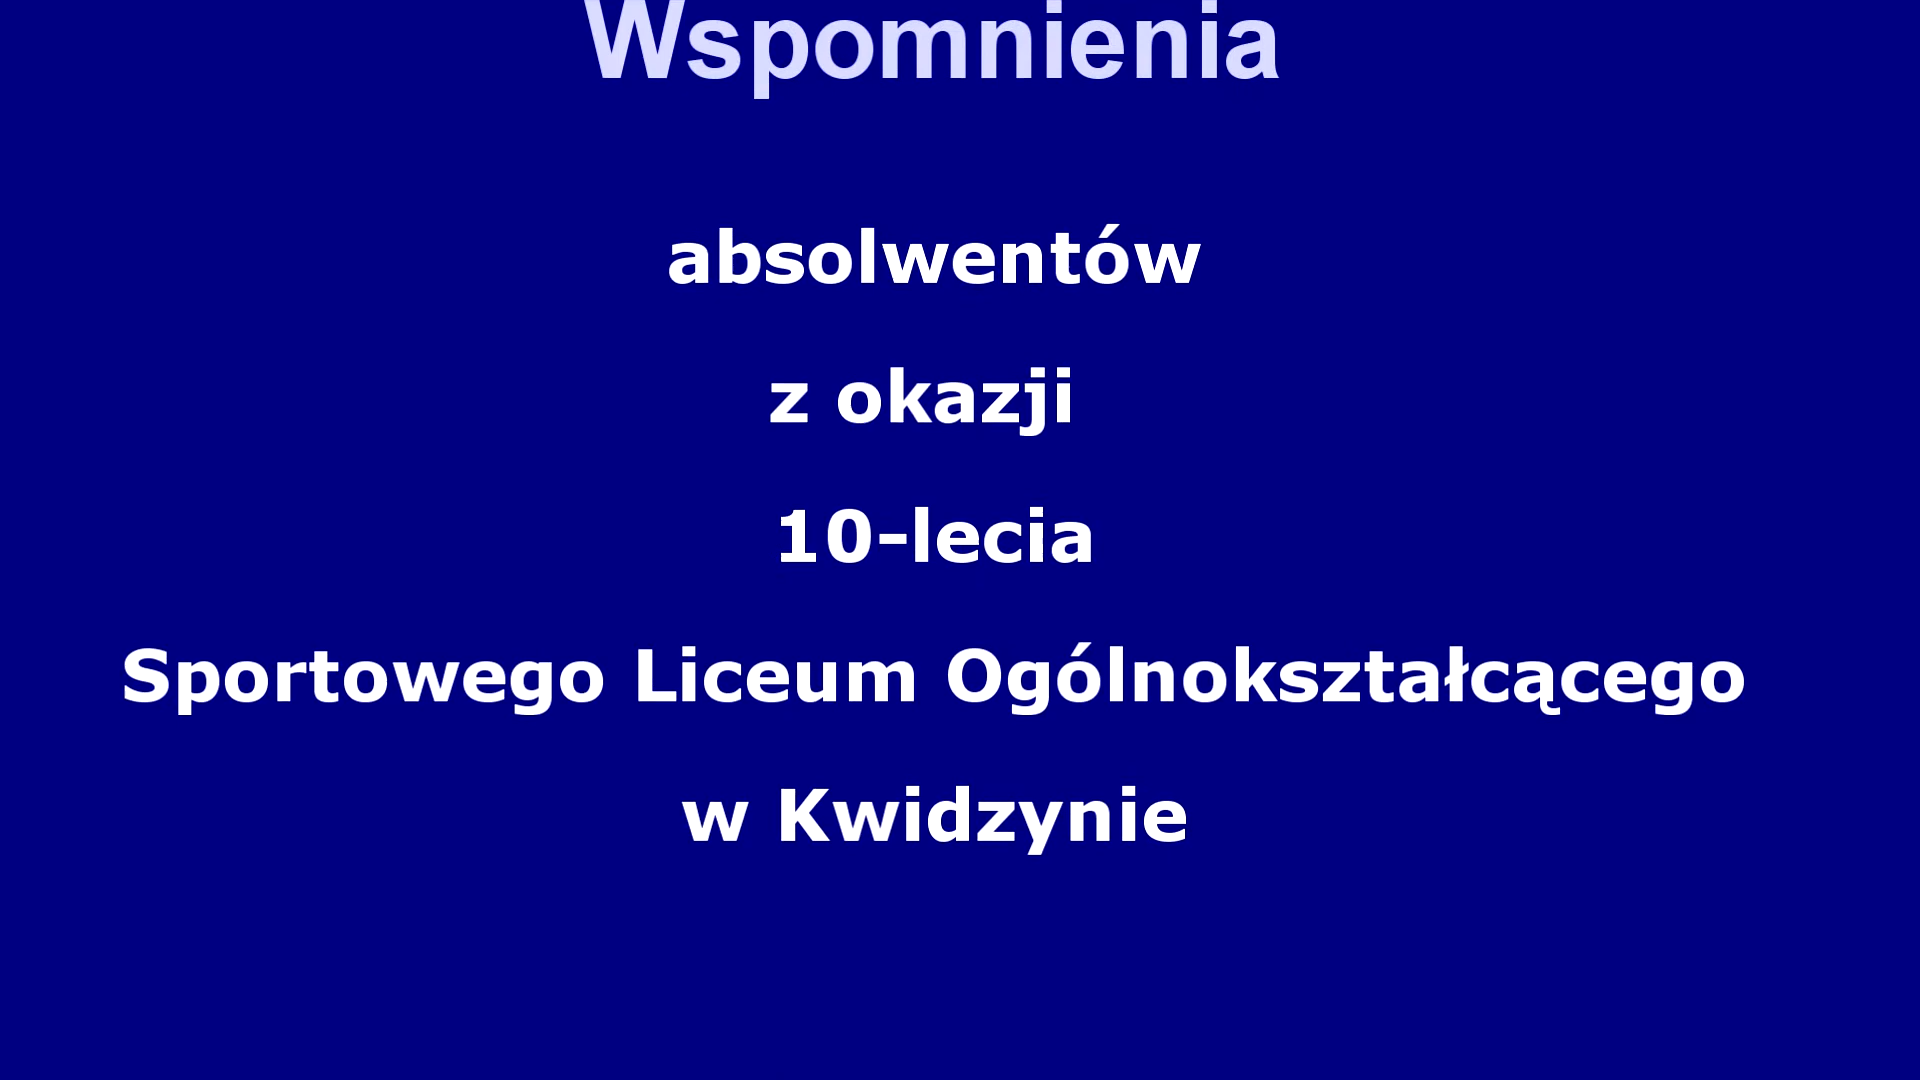 Wspomnienia
absolwentów
z okazji
10-lecia
Sportowego Liceum Ogólnokształcącego
w Kwidzynie